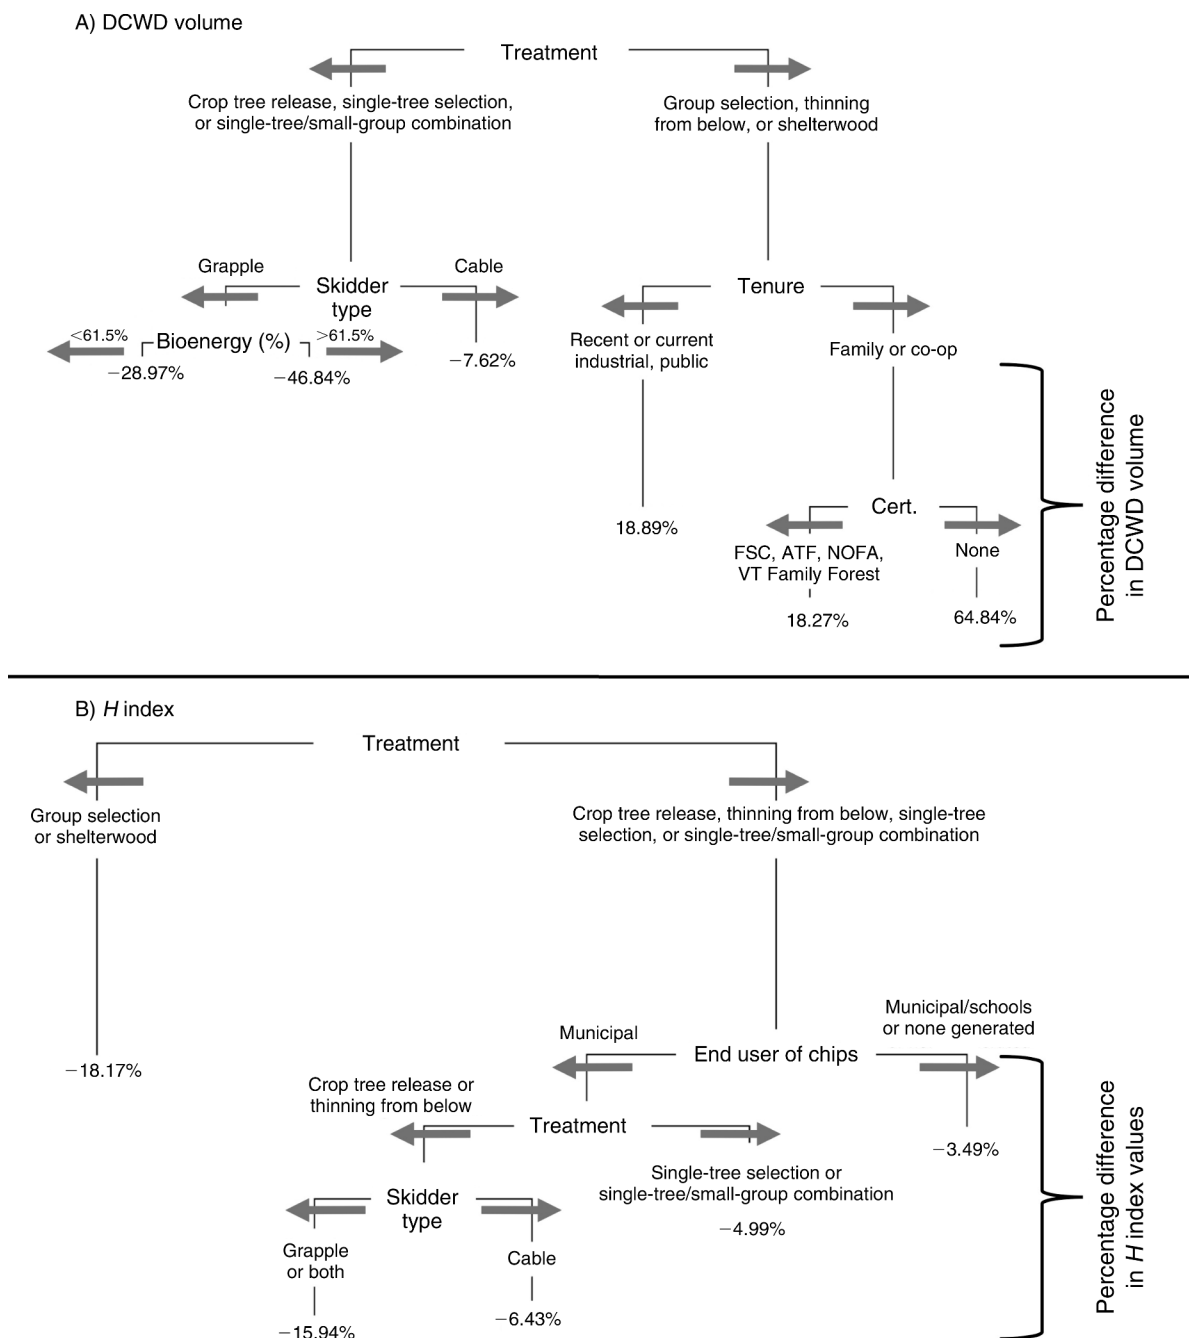 A) DCWD volume
Treatment
Crop tree release, single-tree selection,
or single-tree/small-group combination
Group selection, thinning
from below, or shelterwood
Grapple
Skidder
type
Cable
<61.5%
Bioenergy (%)
>61.5%
−28.97%
−46.84%
−7.62%
Tenure
Recent or current
industrial, public
Family or co-op
18.89%
Cert.
FSC, ATF, NOFA,
VT Family Forest
None
18.27%
64.84%
Percentage difference
in DCWD volume
B) H index
Treatment
Group selection
or shelterwood
Crop tree release, thinning from below, single-tree
selection, or single-tree/small-group combination
−18.17%
Municipal
End user of chips
Municipal/schools
or none generated
−3.49%
Crop tree release or
thinning from below
Treatment
Single-tree selection or
single-tree/small-group combination
−4.99%
Skidder
type
Grapple
or both
Cable
−15.94%
−6.43%
Percentage difference
in H index values